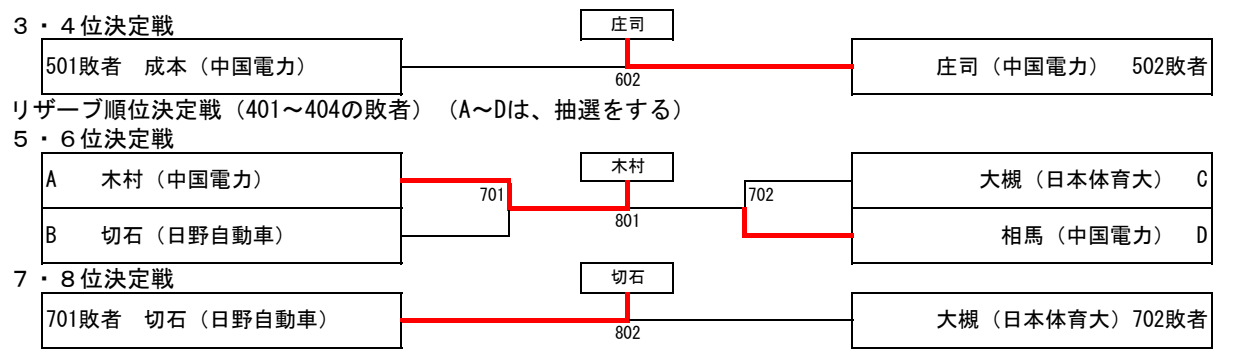 ３・４位決定戦
庄司
501敗者　成本（中国電力）
庄司（中国電力）　502敗者
602
リザーブ順位決定戦（401～404の敗者）（A～Dは、抽選をする）
５・６位決定戦
木村
A　　木村（中国電力）
大槻（日本体育大）　C
701
702
801
B　　切石（日野自動車）
相馬（中国電力）　D
７・８位決定戦
切石
701敗者　切石（日野自動車）
大槻（日本体育大）702敗者
802